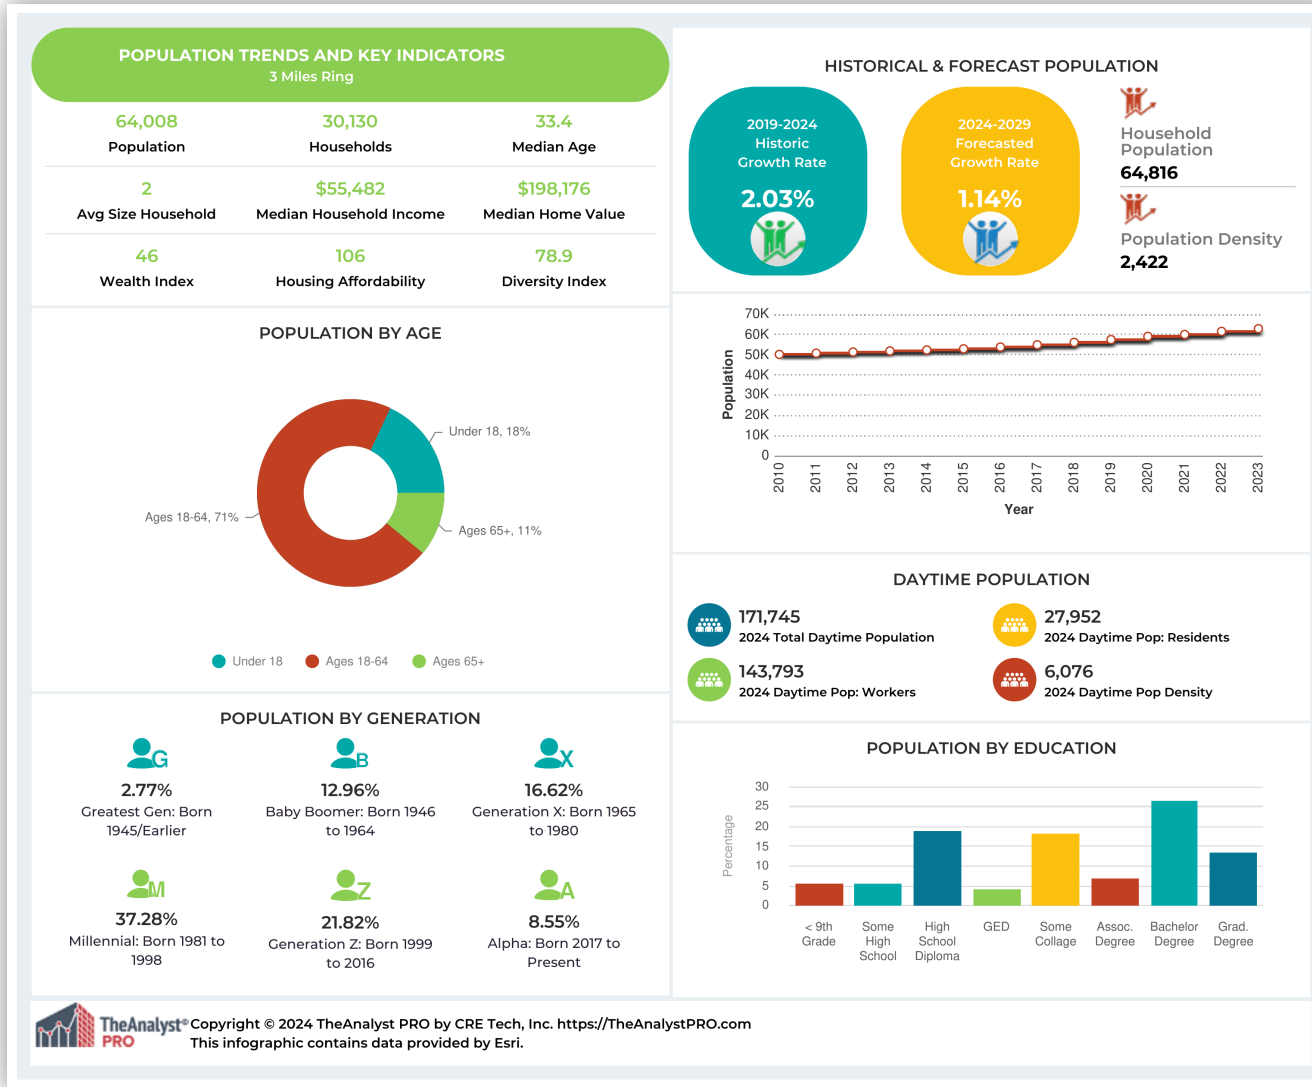 POPULATION TRENDS AND KEY INDICATORS
3 Miles Ring
64,008
Population
30,130
Households
33.4
Median Age
2
Avg Size Household
$55,482
Median Household Income
$198,176
Median Home Value
46
Wealth Index
106
Housing Affordability
78.9
Diversity Index
HISTORICAL & FORECAST POPULATION
2019-2024
Historic
Growth Rate
2.03%
2024-2029
Forecasted
Growth Rate
1.14%
Household
Population
64,816
Population Density
2,422
POPULATION BY AGE
Under 18, 18%
Ages 18-64, 71%
Ages 65+, 11%
Under 18
Ages 18-64
Ages 65+
70K
60K
50K
40K
30K
20K
10K
0
Population
2010
2011
2012
2013
2014
2015
2016
2017
2018
2019
2020
2021
2022
2023
Year
DAYTIME POPULATION
171,745
2024 Total Daytime Population
27,952
2024 Daytime Pop: Residents
143,793
2024 Daytime Pop: Workers
6,076
2024 Daytime Pop Density
POPULATION BY GENERATION
G
2.77%
Greatest Gen: Born
1945/Earlier
B
12.96%
Baby Boomer: Born 1946
to 1964
X
16.62%
Generation X: Born 1965
to 1980
M
37.28%
Millennial: Born 1981 to
1998
Z
21.82%
Generation Z: Born 1999
to 2016
A
8.55%
Alpha: Born 2017 to
Present
POPULATION BY EDUCATION
30
25
20
15
10
5
0
Percentage
< 9th
Grade
Some
High
School
High
School
Diploma
GED
Some
Collage
Assoc.
Degree
Bachelor
Degree
Grad.
Degree
TheAnalyst®
PRO
Copyright © 2024 TheAnalyst PRO by CRE Tech, Inc. https://TheAnalystPRO.com
This infographic contains data provided by Esri.